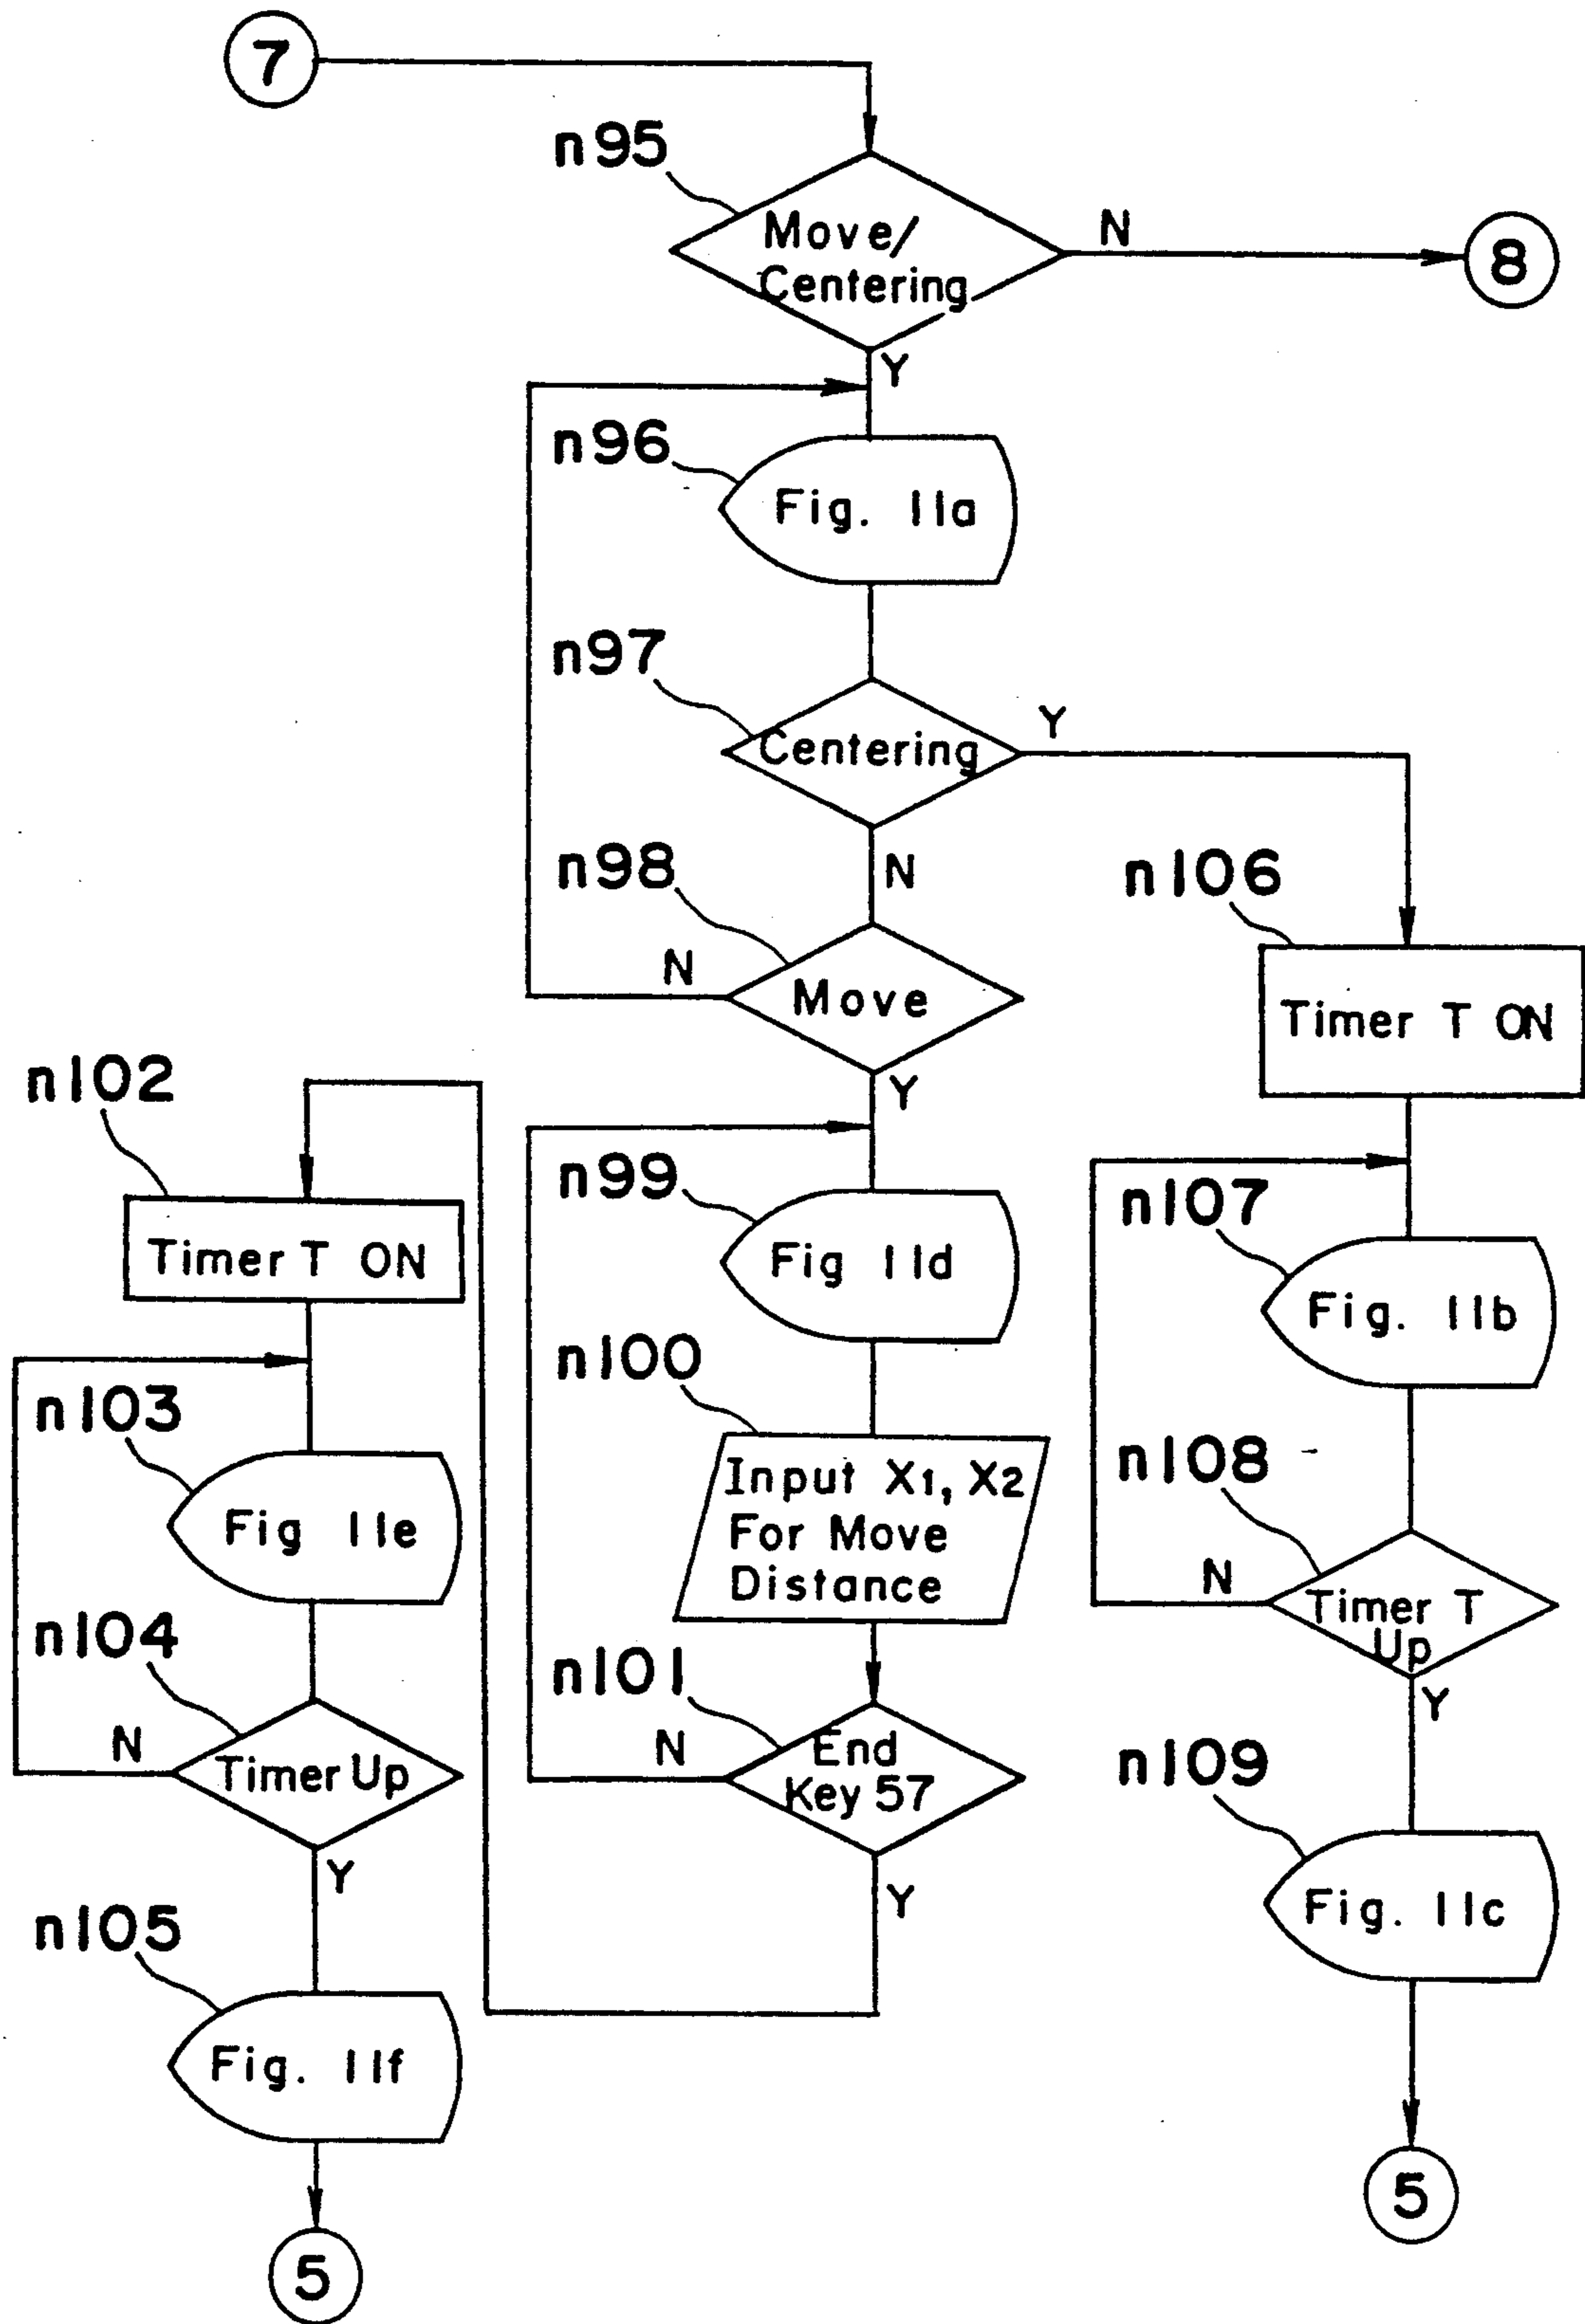 7
n95
Move/
Centering
N
8
Y
n96
Fig. 11a
n97
Centering
Y
N
n98
Move
N
Y
n106
Timer T ON
n107
Fig. 11b
n108
Timer T
Up
N
Y
n109
Fig. 11c
5
n99
Fig 11d
n100
Input X1, X2
For Move
Distance
n101
End
Key 57
N
Y
n102
Timer T ON
n103
Fig 11e
n104
Timer Up
N
Y
n105
Fig. 11f
5